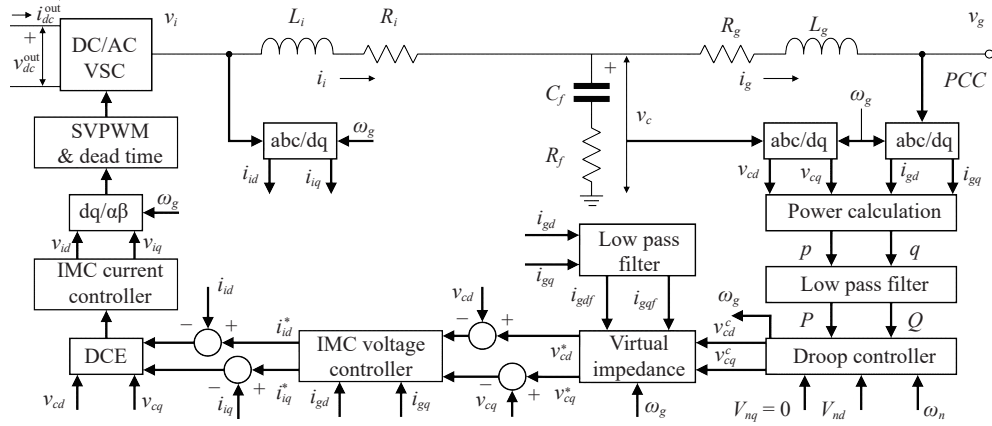 i_dc^out
v_i
L_i
R_i
R_g
L_g
v_g
+
v_dc^out
DC/AC
VSC
i_i
+
C_f
v_c
i_g
ω_g
PCC
SVPWM
& dead time
abc/dq
ω_g
R_f
abc/dq
abc/dq
i_id
i_iq
v_cd
v_cq
i_gd
i_gq
dq/αβ
ω_g
Power calculation
v_id
v_iq
i_gd
Low pass
filter
i_gq
p
q
IMC current
controller
i_id
v_cd
i_gdf
i_gqf
ω_g
Low pass filter
P
Q
−
+
i_id^*
−
+
v_cd^*
v_cd^c
DCE
IMC voltage
controller
Virtual
impedance
v_cq^c
Droop controller
−
+
i_iq^*
−
+
v_cq^*
v_cd
v_cq
i_iq
i_gd
i_gq
v_cq
ω_g
V_nq = 0
V_nd
ω_n